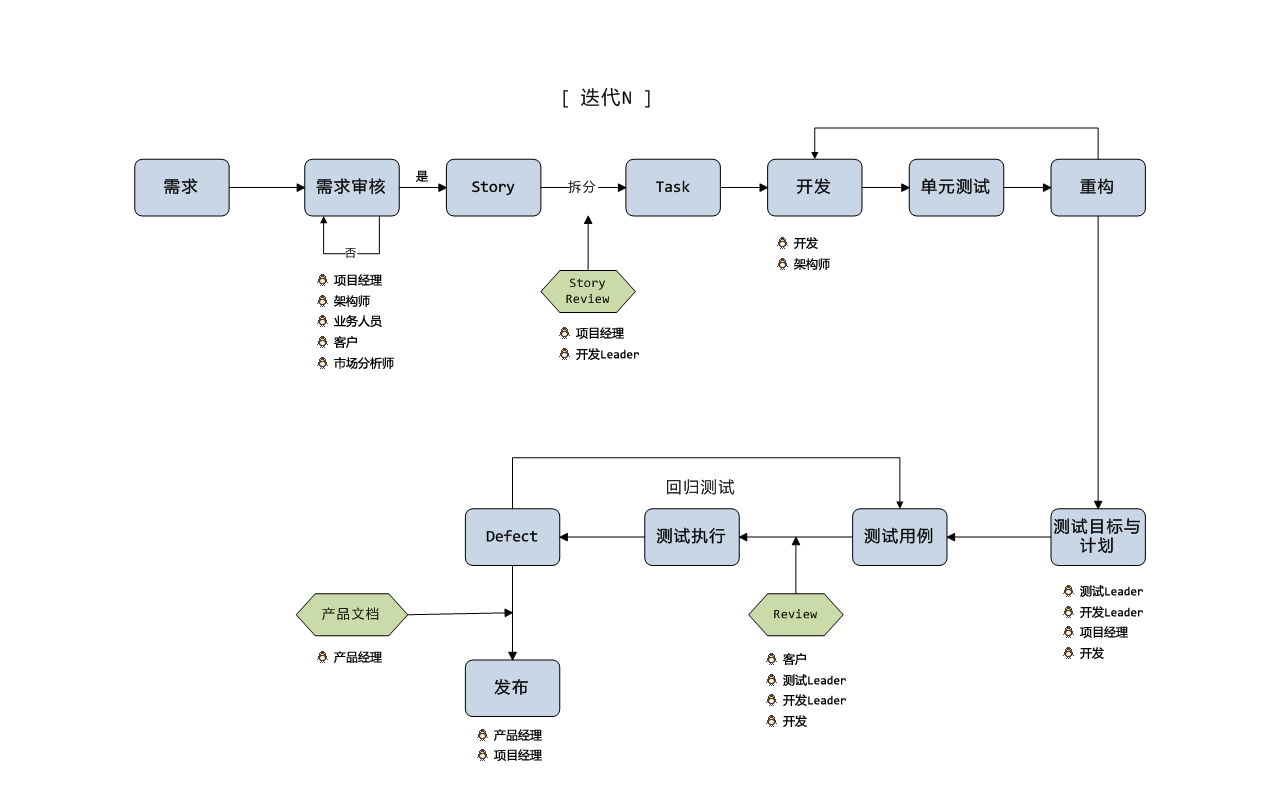 [ 迭代N ]
需求
需求审核
是
Story
拆分
Task
开发
单元测试
重构
否
项目经理
架构师
业务人员
客户
市场分析师
Story
Review
项目经理
开发Leader
开发
架构师
回归测试
Defect
测试执行
测试用例
测试目标与
计划
产品文档
产品经理
Review
客户
测试Leader
开发Leader
开发
测试Leader
开发Leader
项目经理
开发
发布
产品经理
项目经理